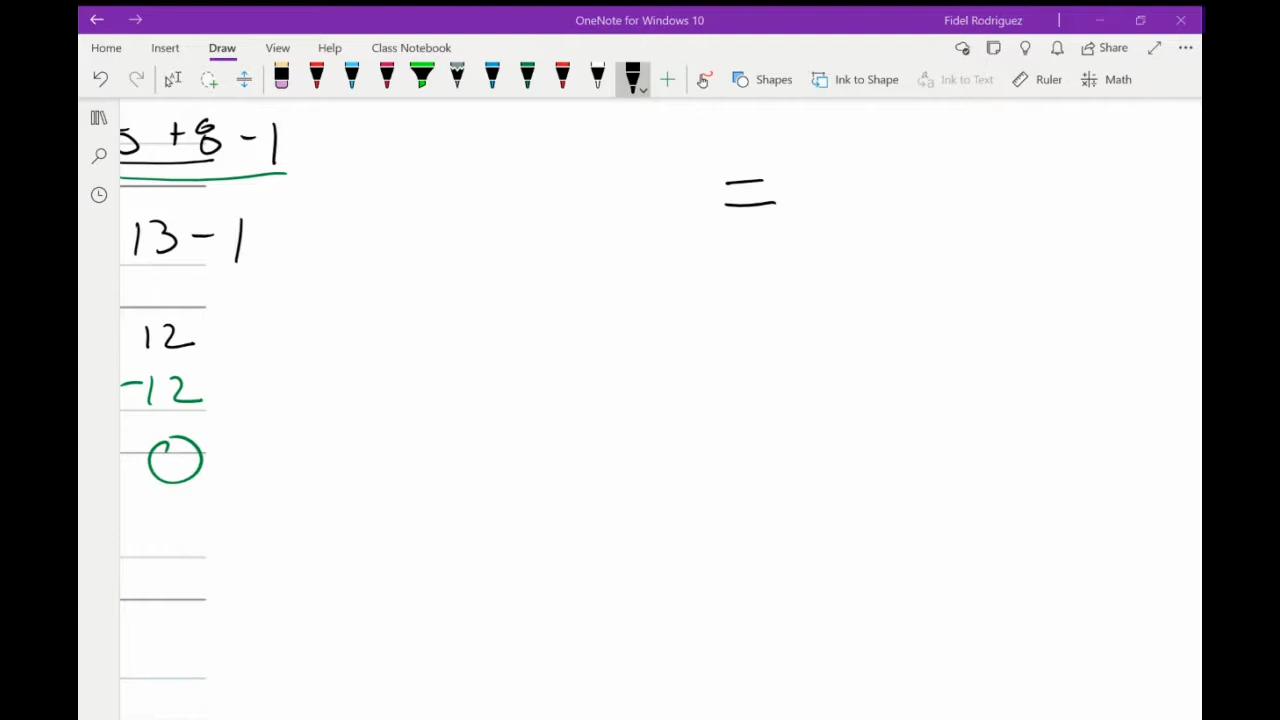 OneNote for Windows 10
Fidel Rodriguez
Home Insert Draw View Help Class Notebook
Share
Shapes Ink to Shape Ink to Text Ruler Math
5 + 8 - 1
=
13 - 1
12
-12
0